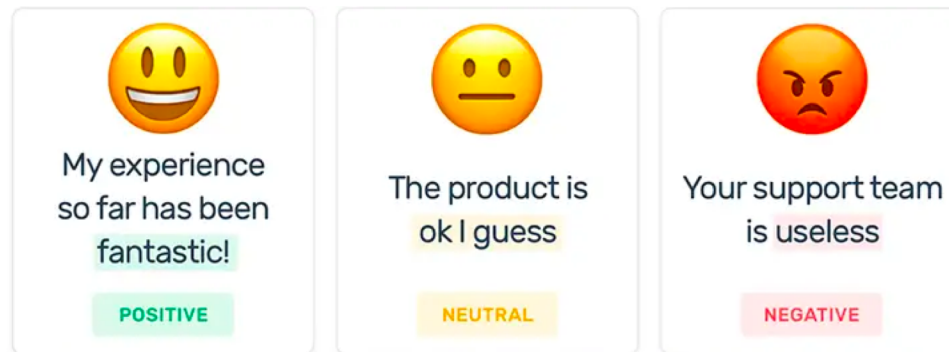 My experience
so far has been
fantastic!
POSITIVE
The product is
ok I guess
NEUTRAL
Your support team
is useless
NEGATIVE